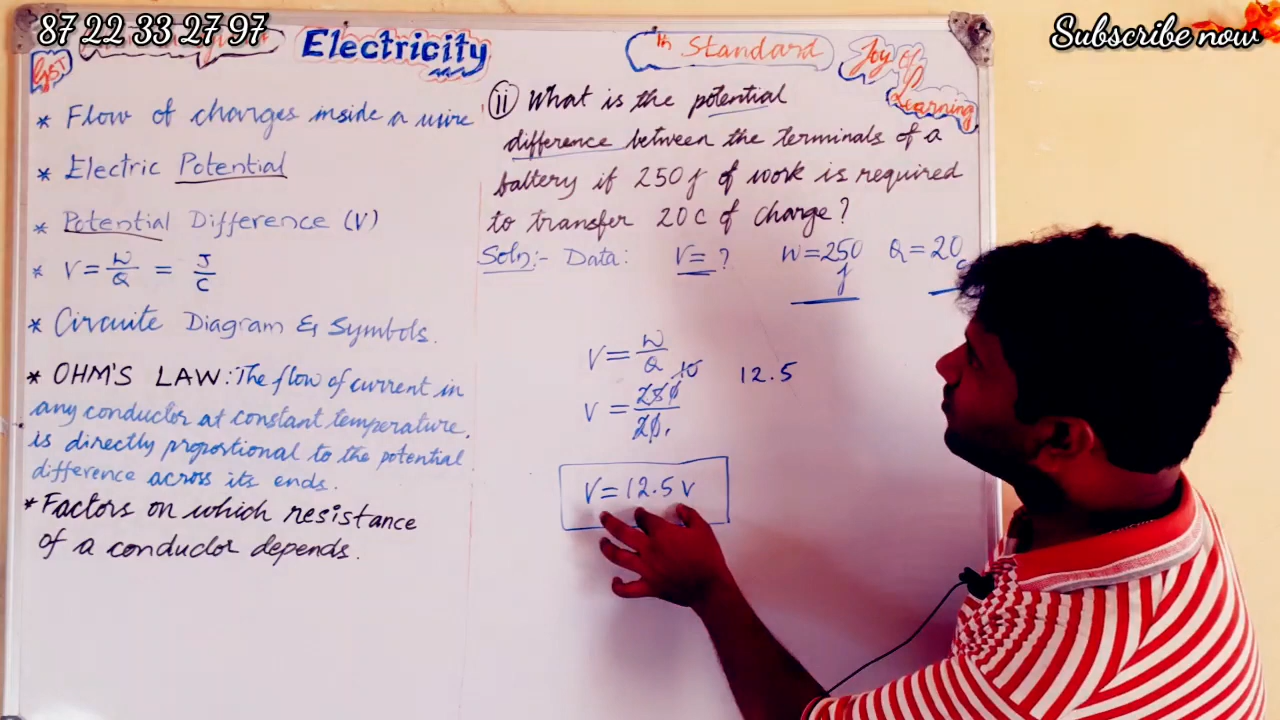 87 22 33 27 97
Subscribe now
Electricity
th Standard
Joy Of
Learning
* Flow of charges inside a wire
* Electric Potential
* Potential Difference (V)
* V = W/Q = J/C
* Circuite Diagram & Symbols.
* OHM'S LAW: The flow of current in
any conductor at constant temperature,
is directly proportional to the potential
difference across its ends.
* Factors on which resistance
of a conductor depends.
ii What is the potential
difference between the terminals of a
battery if 250 J of work is required
to transfer 20 C of charge?
Soln:- Data: V = ? W = 250 J Q = 20 C
V = W/Q
V = 250/20
12.5
V = 12.5 V